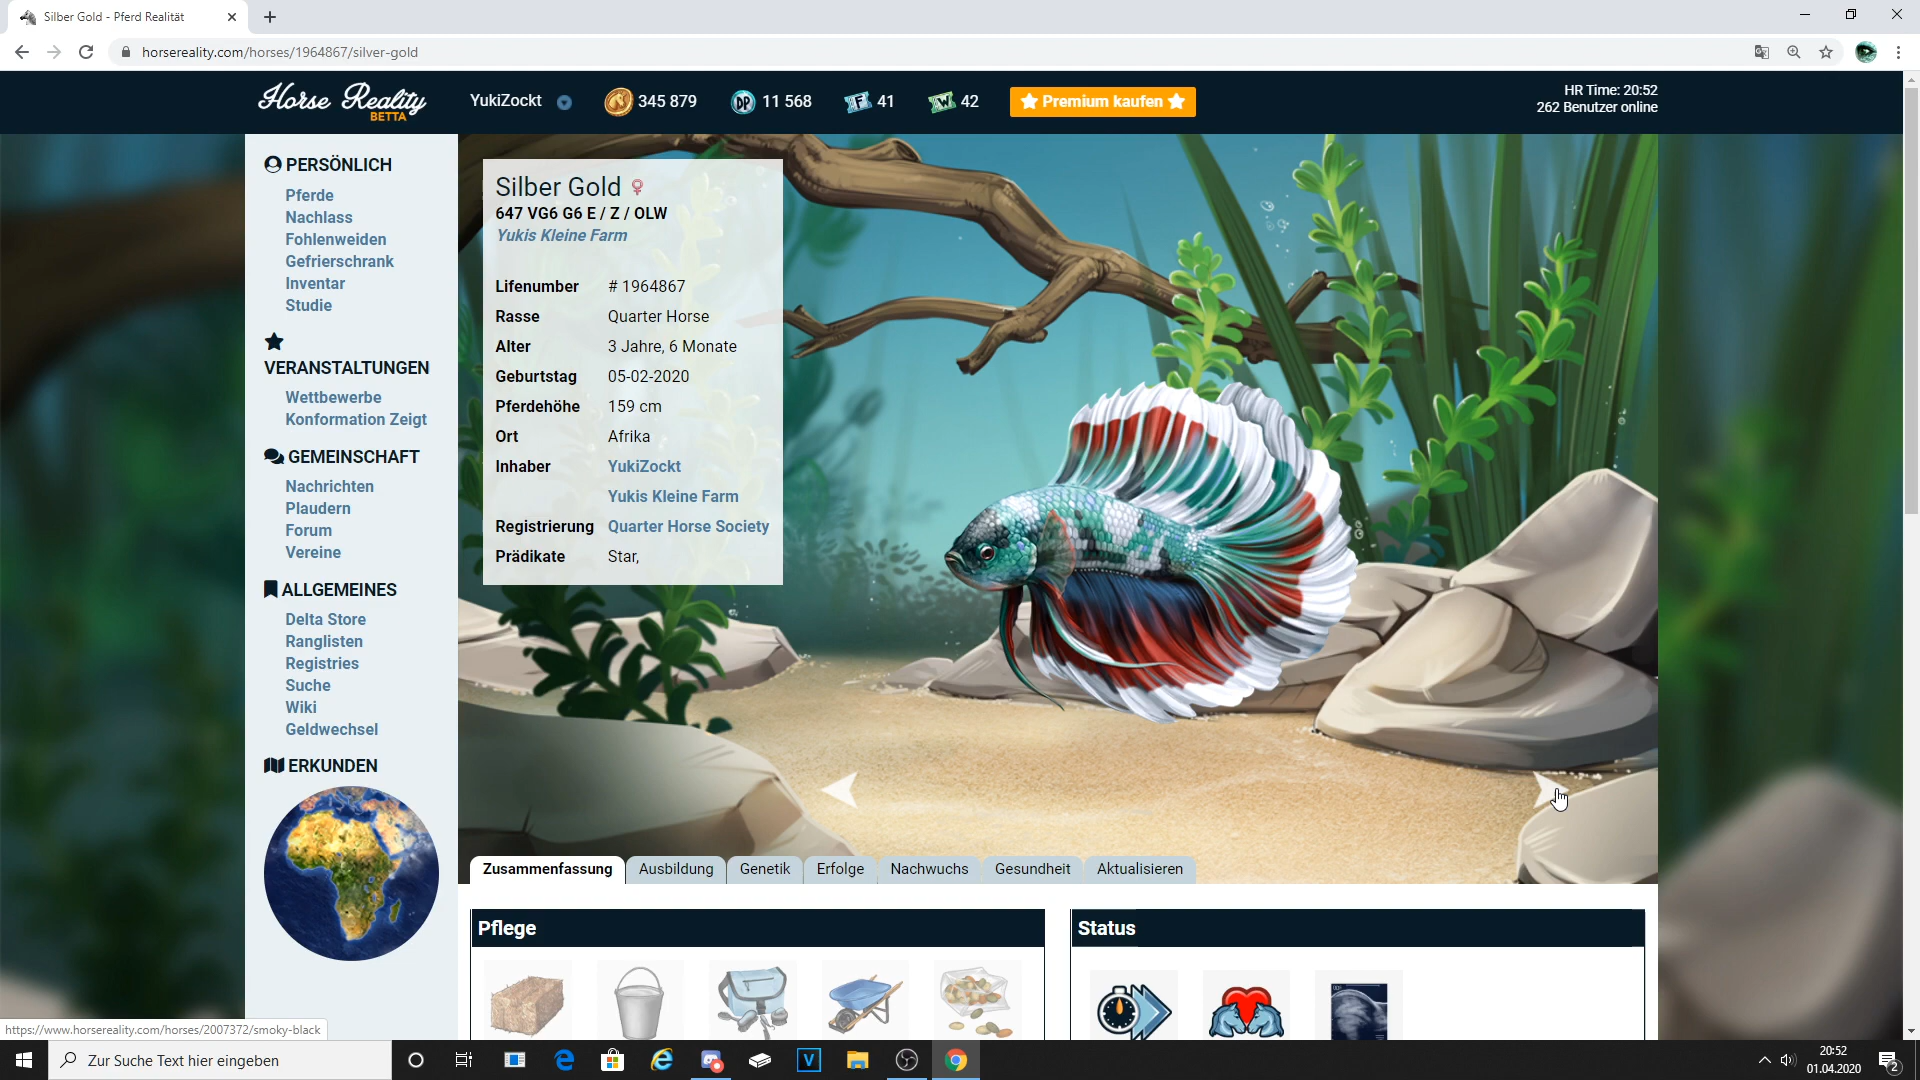 Silber Gold - Pferd Realität
horsereality.com/horses/1964867/silver-gold
Horse Reality
BETTA
YukiZockt
345 879
DP
11 568
F
41
W
42
Premium kaufen
HR Time: 20:52
262 Benutzer online
PERSÖNLICH
Pferde
Nachlass
Fohlenweiden
Gefrierschrank
Inventar
Studie
VERANSTALTUNGEN
Wettbewerbe
Konformation Zeigt
GEMEINSCHAFT
Nachrichten
Plaudern
Forum
Vereine
ALLGEMEINES
Delta Store
Ranglisten
Registries
Suche
Wiki
Geldwechsel
ERKUNDEN
Silber Gold
647 VG6 G6 E / Z / OLW
Yukis Kleine Farm
Lifenumber # 1964867
Rasse Quarter Horse
Alter 3 Jahre, 6 Monate
Geburtstag 05-02-2020
Pferdehöhe 159 cm
Ort Afrika
Inhaber YukiZockt
Yukis Kleine Farm
Registrierung Quarter Horse Society
Prädikate Star,
Zusammenfassung
Ausbildung
Genetik
Erfolge
Nachwuchs
Gesundheit
Aktualisieren
Pflege
Status
https://www.horsereality.com/horses/2007372/smoky-black
Zur Suche Text hier eingeben
V
20:52
01.04.2020
2